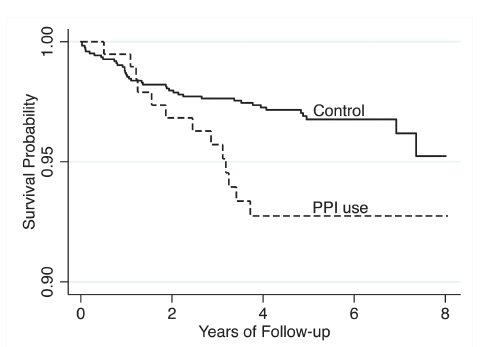 1.00
0.95
0.90
Survival Probability
Control
PPI use
0 2 4 6 8
Years of Follow-up